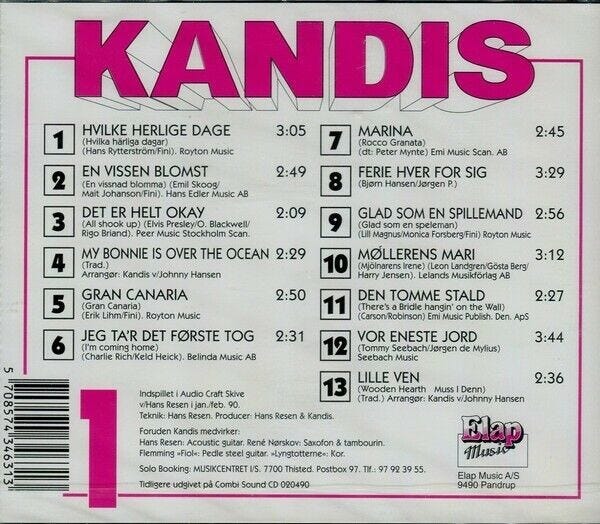 KANDIS
1 HVILKE HERLIGE DAGE 3:05
(Hvilka härliga dagar)
(Hans Rytterström/Fini). Royton Music
2 EN VISSEN BLOMST 2:49
(En vissnad blomma) (Emil Skoog/
Mait Johanson/Fini). Hans Edler Music AB
3 DET ER HELT OKAY 2:09
(All shook up) (Elvis Presley/O. Blackwell/
Rigo Briand). Peer Music Stockholm Scan.
4 MY BONNIE IS OVER THE OCEAN 2:29
(Trad.)
Arrangør: Kandis v/Johnny Hansen
5 GRAN CANARIA 2:50
(Gran Canaria)
(Erik Lihm/Fini). Royton Music
6 JEG TA'R DET FØRSTE TOG 2:31
(I'm coming home)
(Charlie Rich/Keld Heick). Belinda Music AB
7 MARINA 2:45
(Rocco Granata)
(dt: Peter Mynte) Emi Music Scan. AB
8 FERIE HVER FOR SIG 3:29
(Bjørn Hansen/Jørgen P.)
9 GLAD SOM EN SPILLEMAND 2:56
(Glad som en speleman)
(Lill Magnus/Monica Forsberg/Fini) Royton Music
10 MØLLERENS MARI 3:12
(Mjölnarens Irene) (Leon Landgren/Gösta Berg/
Harry Jensen). Lelands Musikförlag AB
11 DEN TOMME STALD 2:27
(There's a Bridle hangin' on the Wall)
(Carson/Robinson) Emi Music Publish. Den. ApS
12 VOR ENESTE JORD 3:44
(Tommy Seebach/Jørgen de Mylius)
Seebach Music
13 LILLE VEN 2:36
(Wooden Hearth Muss I Denn)
(Trad.) Arrangør: Kandis v/Johnny Hansen
1
Indspillet i Audio Craft Skive
v/Hans Resen i jan./feb. 90.
Teknik: Hans Resen. Producer: Hans Resen & Kandis.
Foruden Kandis medvirker:
Hans Resen: Acoustic guitar. René Nørskov: Saxofon & tambourin.
Flemming »Fiol«: Pedle steel guitar. »Lyngtotterne«: Kor.
Solo Booking: MUSIKCENTRET I/S. 7700 Thisted. Postbox 97. Tlf. 97 92 39 55.
Tidligere udgivet på Combi Sound CD 020490
Elap
Music
Elap Music A/S
9490 Pandrup
5 708574 346313